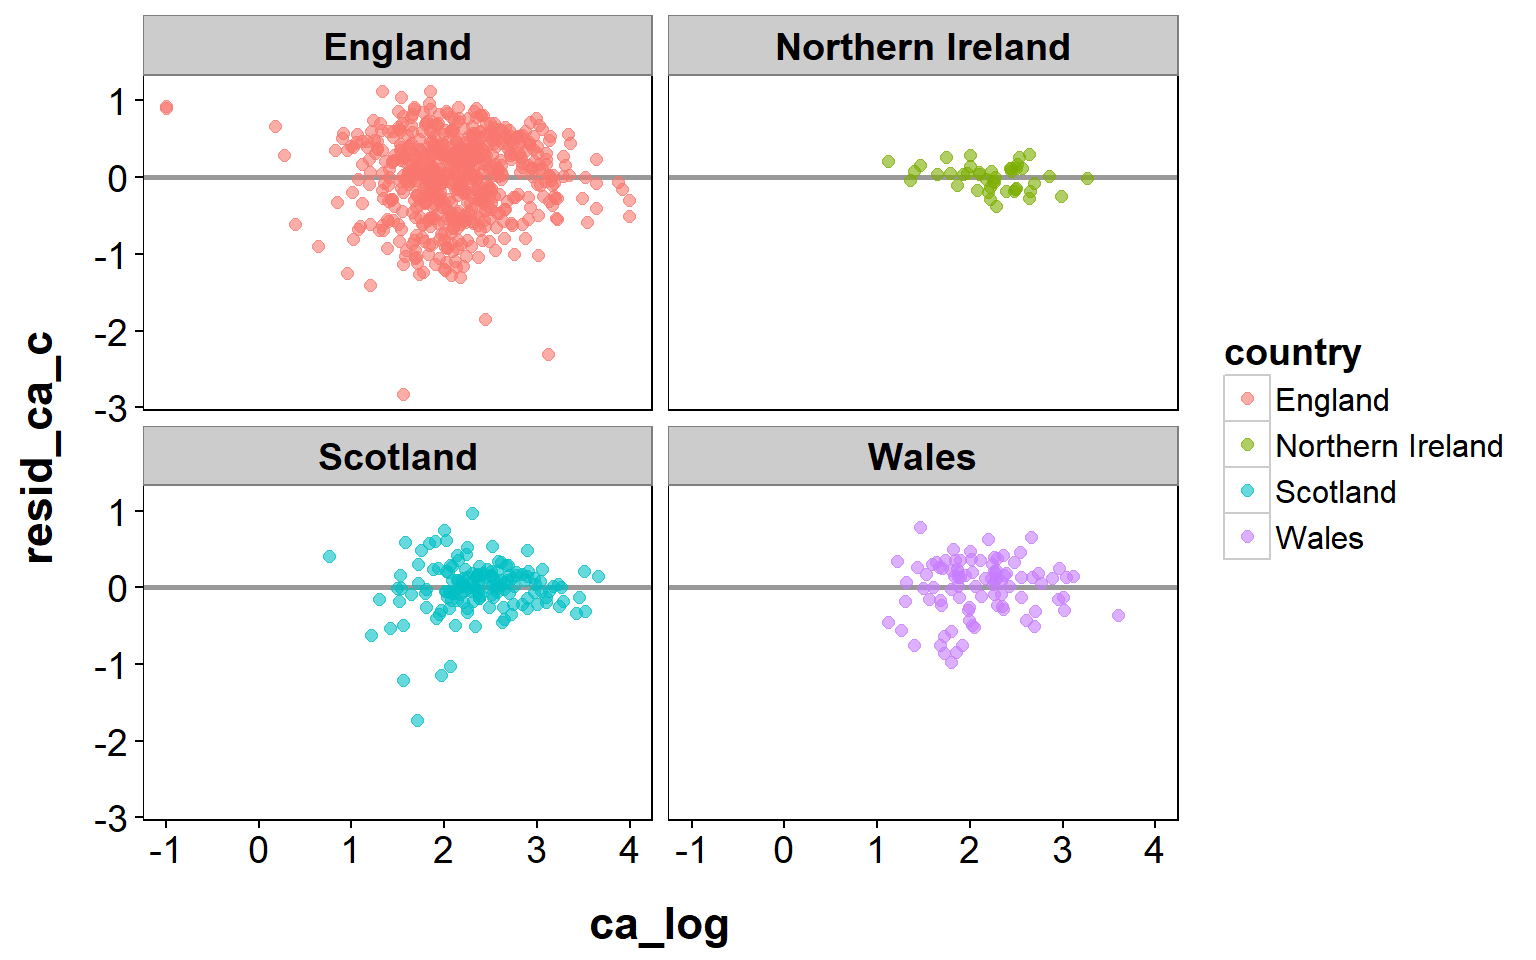 England
Northern Ireland
1
0
-1
-2
-3
Scotland
Wales
1
0
-1
-2
-3
-1 0 1 2 3 4
-1 0 1 2 3 4
resid_ca_c
ca_log
country
England
Northern Ireland
Scotland
Wales